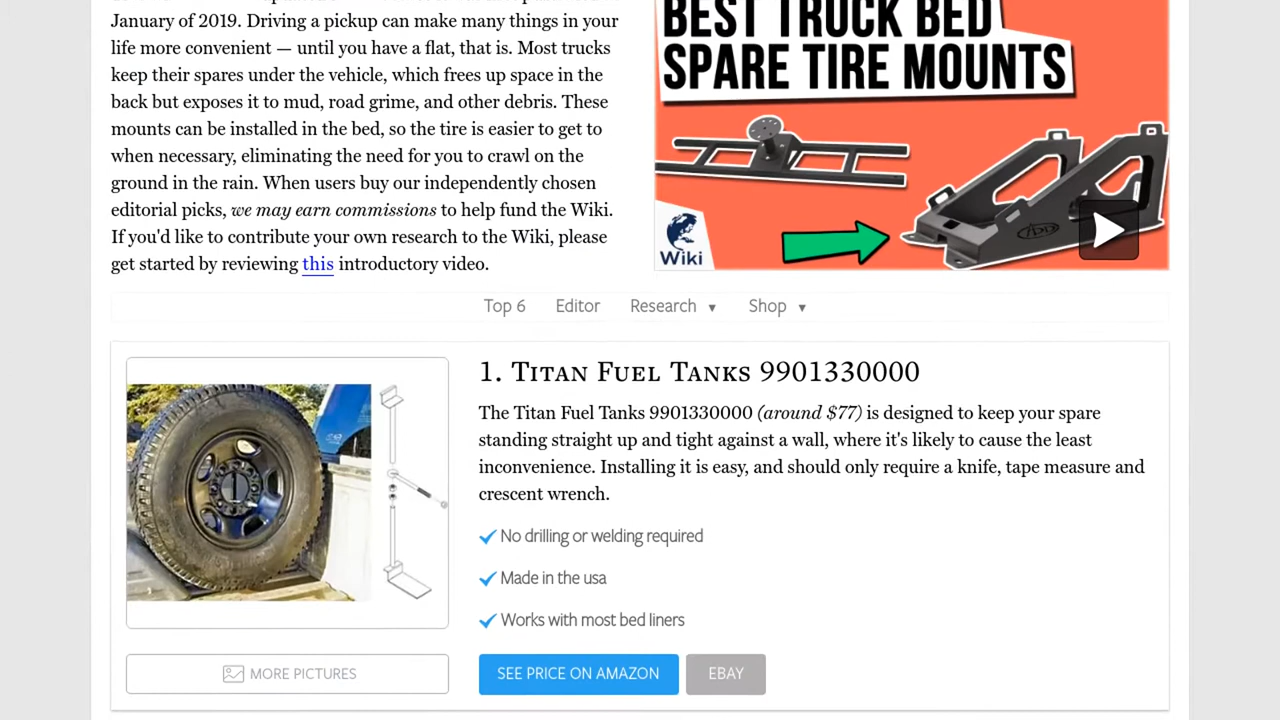 January of 2019. Driving a pickup can make many things in your
life more convenient — until you have a flat, that is. Most trucks
keep their spares under the vehicle, which frees up space in the
back but exposes it to mud, road grime, and other debris. These
mounts can be installed in the bed, so the tire is easier to get to
when necessary, eliminating the need for you to crawl on the
ground in the rain. When users buy our independently chosen
editorial picks, we may earn commissions to help fund the Wiki.
If you'd like to contribute your own research to the Wiki, please
get started by reviewing this introductory video.
BEST TRUCK BED
SPARE TIRE MOUNTS
Wiki
Top 6 Editor Research ▼ Shop ▼
1. Titan Fuel Tanks 9901330000
The Titan Fuel Tanks 9901330000 (around $77) is designed to keep your spare
standing straight up and tight against a wall, where it's likely to cause the least
inconvenience. Installing it is easy, and should only require a knife, tape measure and
crescent wrench.
No drilling or welding required
Made in the usa
Works with most bed liners
MORE PICTURES
SEE PRICE ON AMAZON
EBAY